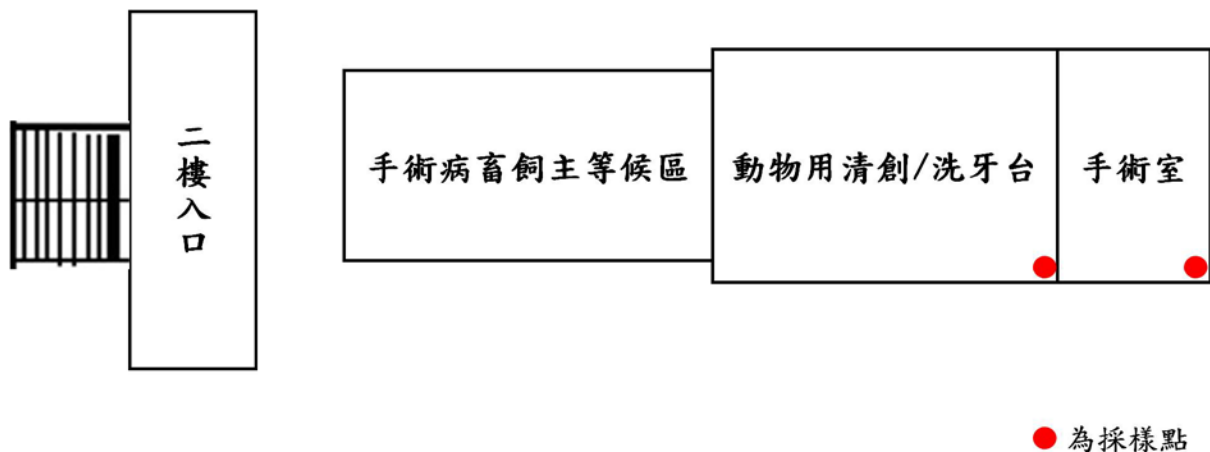 二樓入口
手術病畜飼主等候區
動物用清創/洗牙台
手術室
為採樣點